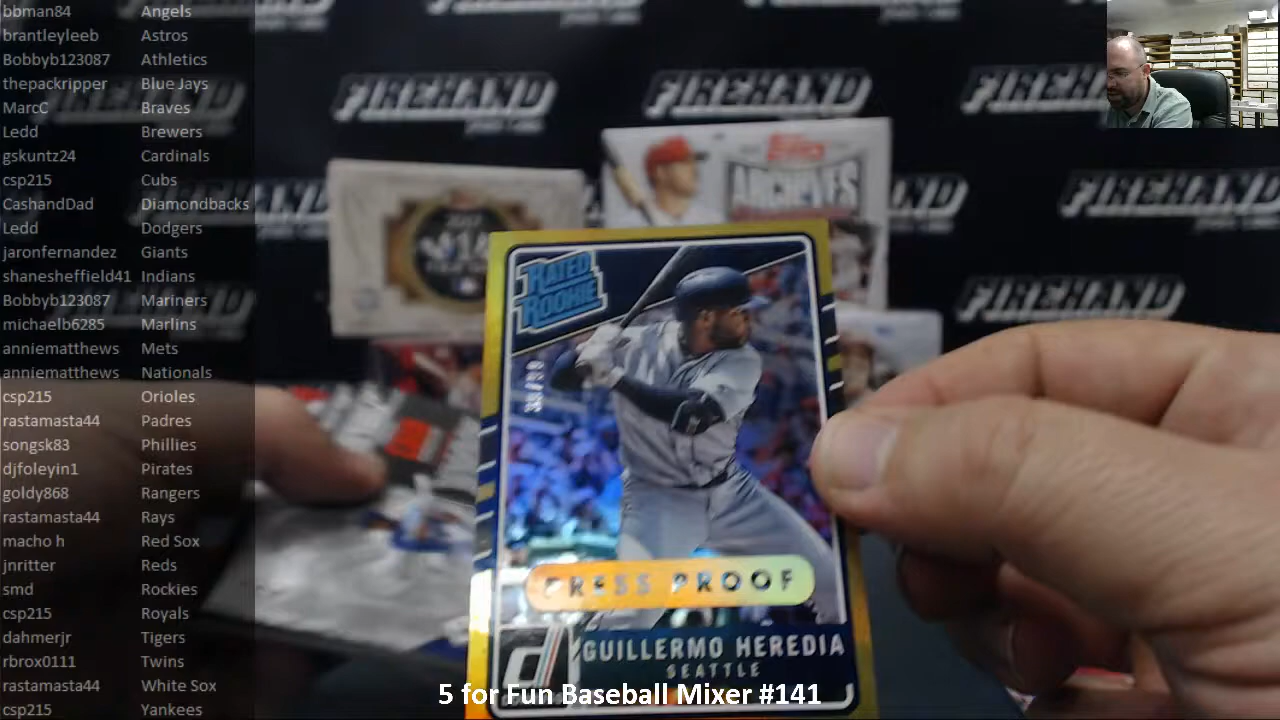 bbman84 Angels
brantleyleeb Astros
Bobbyb123087 Athletics
thepackripper Blue Jays
MarcC Braves
Ledd Brewers
gskuntz24 Cardinals
csp215 Cubs
CashandDad Diamondbacks
Ledd Dodgers
jaronfernandez Giants
shanesheffield41 Indians
Bobbyb123087 Mariners
michaelb6285 Marlins
anniematthews Mets
anniematthews Nationals
csp215 Orioles
rastamasta44 Padres
songsk83 Phillies
djfoleyin1 Pirates
goldy868 Rangers
rastamasta44 Rays
macho h Red Sox
jnritter Reds
smd Rockies
csp215 Royals
dahmerjr Tigers
rbrox0111 Twins
rastamasta44 White Sox
csp215 Yankees
FIREHAND FIREHAND FIREHAND
FIREHAND
FIREHAND
Topps
ARCHIVES
RATED
ROOKIE
PRESS PROOF
GUILLERMO HEREDIA
SEATTLE
5 for Fun Baseball Mixer #141